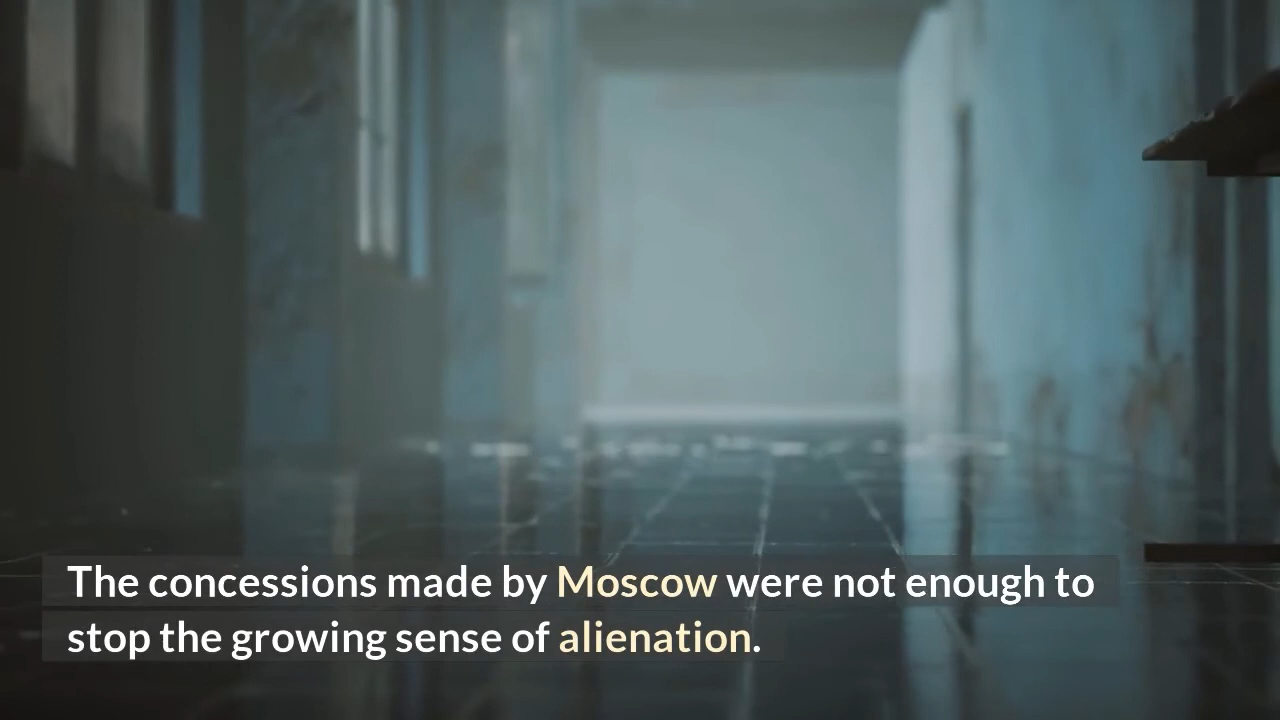 The concessions made by Moscow were not enough to
stop the growing sense of alienation.